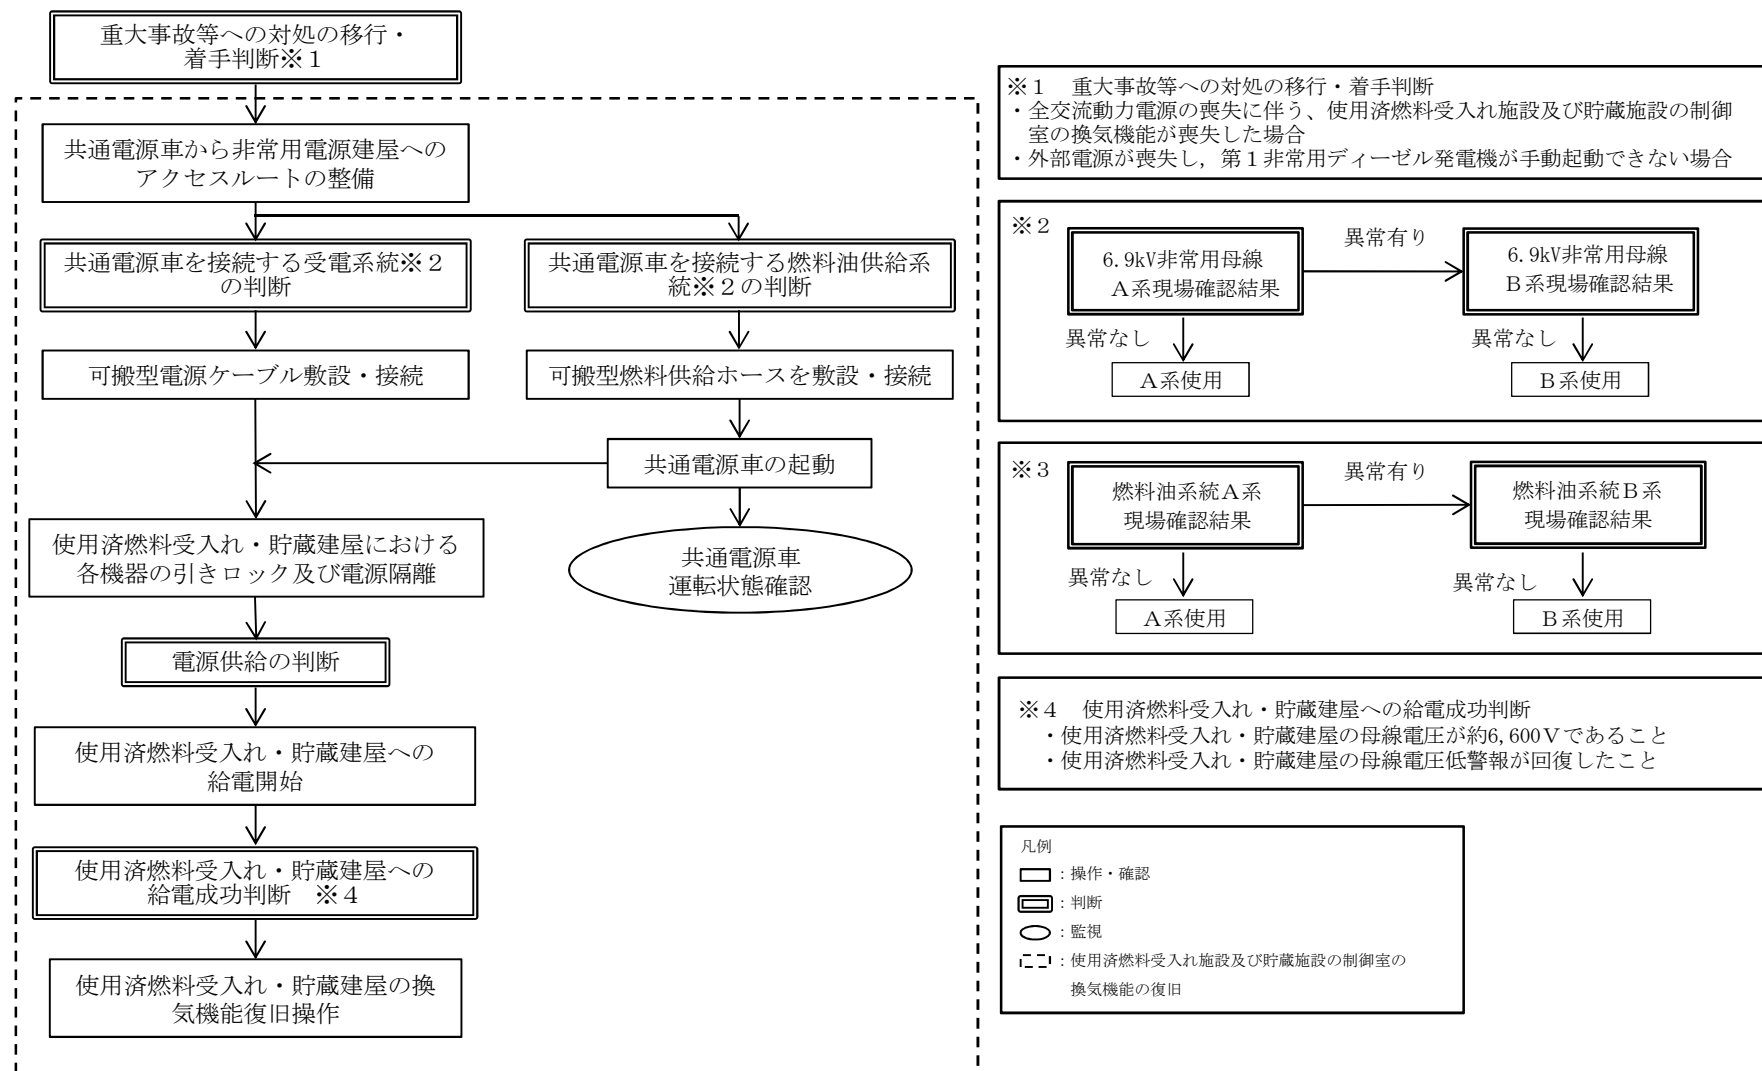 重大事故等への対処の移行・
着手判断※１
共通電源車から非常用電源建屋への
アクセスルートの整備
共通電源車を接続する受電系統※２
の判断
共通電源車を接続する燃料油供給系
統※２の判断
可搬型電源ケーブル敷設・接続
可搬型燃料供給ホースを敷設・接続
共通電源車の起動
使用済燃料受入れ・貯蔵建屋における
各機器の引きロック及び電源隔離
共通電源車
運転状態確認
電源供給の判断
使用済燃料受入れ・貯蔵建屋への
給電開始
使用済燃料受入れ・貯蔵建屋への
給電成功判断　※４
使用済燃料受入れ・貯蔵建屋の換
気機能復旧操作
※１　重大事故等への対処の移行・着手判断
・全交流動力電源の喪失に伴う、使用済燃料受入れ施設及び貯蔵施設の制御
室の換気機能が喪失した場合
・外部電源が喪失し，第１非常用ディーゼル発電機が手動起動できない場合
※２
6.9kV非常用母線
Ａ系現場確認結果
異常有り
6.9kV非常用母線
Ｂ系現場確認結果
異常なし
異常なし
Ａ系使用
Ｂ系使用
※３
燃料油系統Ａ系
現場確認結果
異常有り
燃料油系統Ｂ系
現場確認結果
異常なし
異常なし
Ａ系使用
Ｂ系使用
※４　使用済燃料受入れ・貯蔵建屋への給電成功判断
・使用済燃料受入れ・貯蔵建屋の母線電圧が約6,600Ｖであること
・使用済燃料受入れ・貯蔵建屋の母線電圧低警報が回復したこと
凡例
：操作・確認
：判断
：監視
：使用済燃料受入れ施設及び貯蔵施設の制御室の
換気機能の復旧